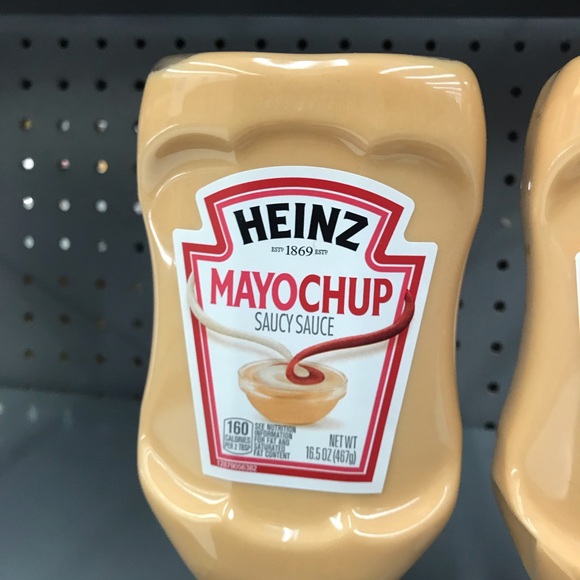 HEINZ
ESTD 1869 ESTD
MAYOCHUP
SAUCY SAUCE
160
CALORIES
PER 2 TBSP
SEE NUTRITION
INFORMATION
FOR FAT AND
SATURATED
FAT CONTENT
NET WT
16.5 OZ (467g)